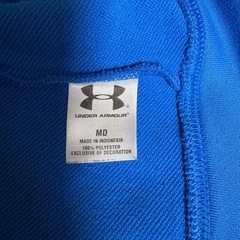 UNDER ARMOUR
MD
MADE IN INDONESIA
100% POLYESTER
EXCLUSIVE OF DECORATION